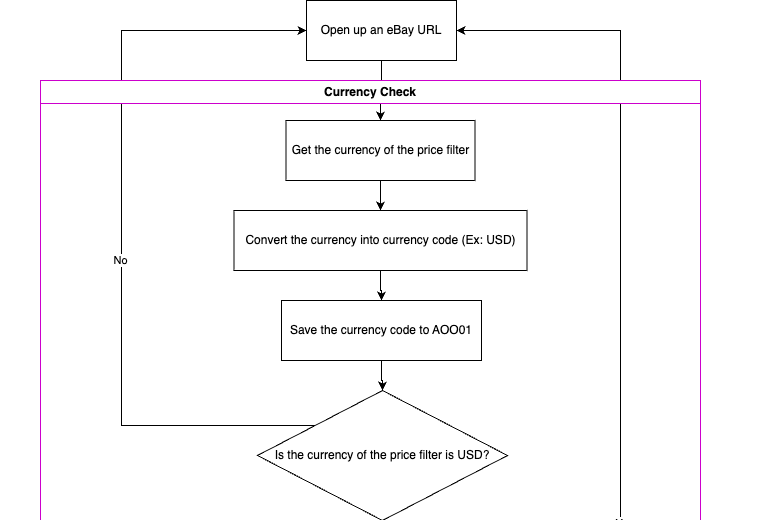 Open up an eBay URL
Currency Check
Get the currency of the price filter
Convert the currency into currency code (Ex: USD)
No
Save the currency code to AOO01
Is the currency of the price filter is USD?